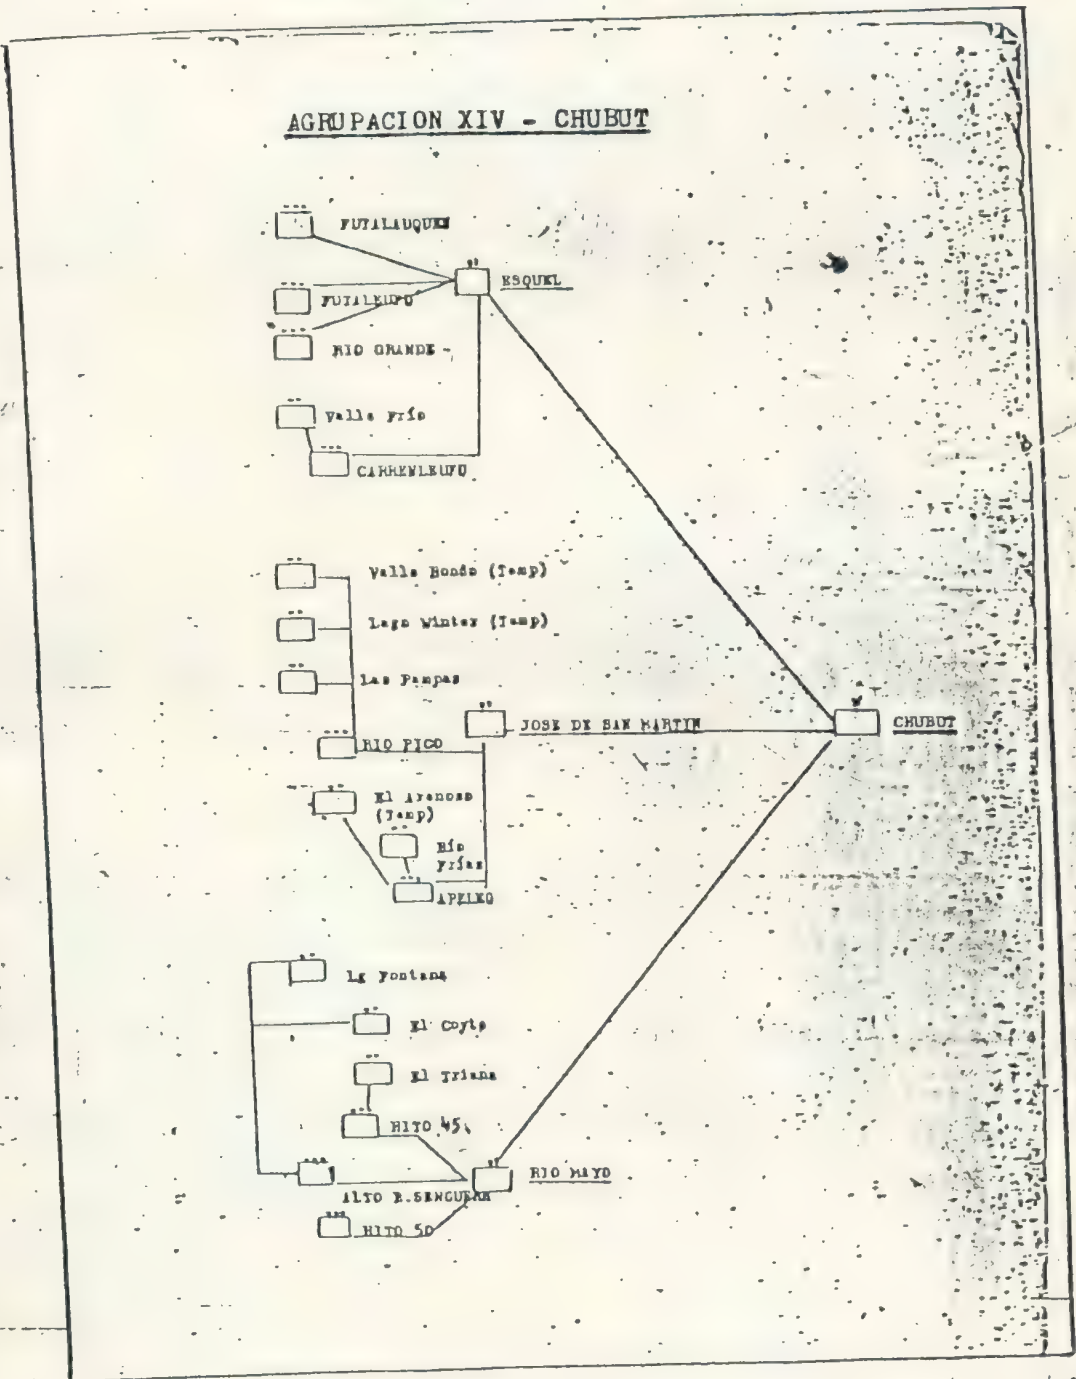 AGRUPACION XIV - CHUBUT
FUTALAUQUEN
ESQUEL
FUTALEUFU
RIO GRANDE
Valle Frío
CARRENLEUFU
Valle Hondo (Temp)
Lago Winter (Temp)
Las Pampas
JOSE DE SAN MARTIN
CHUBUT
RIO PICO
El Arenoso
(Temp)
Río
Frías
APELEG
Lg Fontana
El Coyte
El Triana
HITO 45
RIO MAYO
ALTO R.SENGUERR
HITO 50